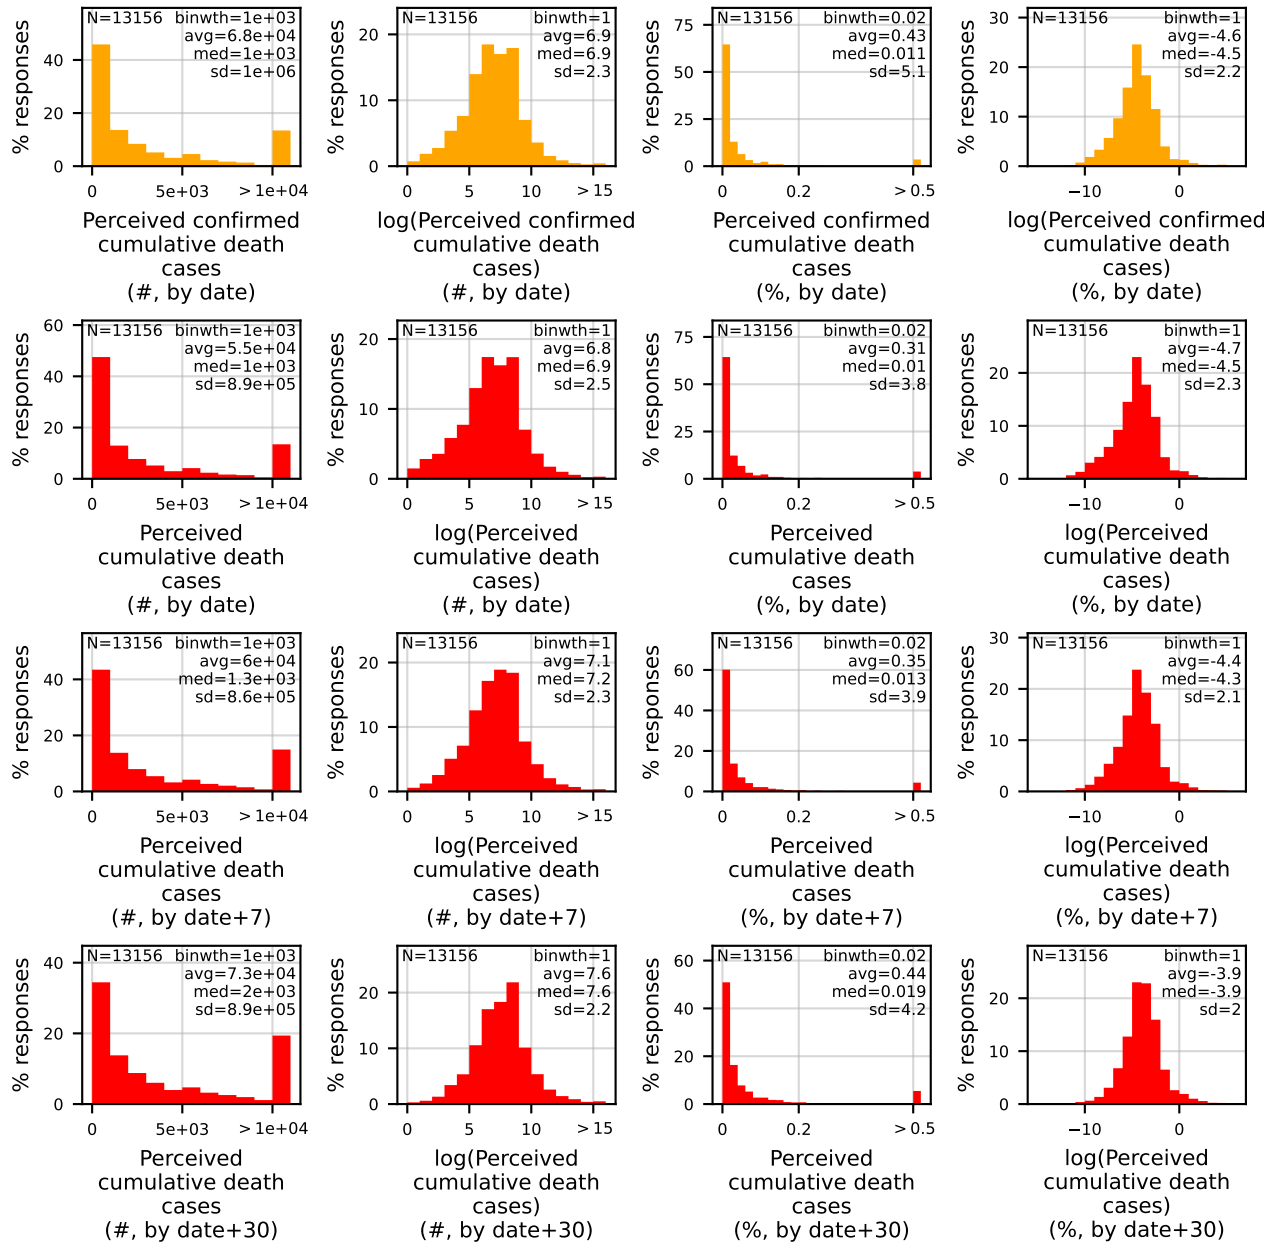 % responses
N=13156 binwth=1e+03
avg=6.8e+04
med=1e+03
sd=1e+06
40
20
0
0 5e+03 >1e+04
Perceived confirmed
cumulative death
cases
(#, by date)
% responses
N=13156 binwth=1
avg=6.9
med=6.9
sd=2.3
20
10
0
0 5 10 >15
log(Perceived confirmed
cumulative death
cases)
(#, by date)
% responses
N=13156 binwth=0.02
avg=0.43
med=0.011
sd=5.1
75
50
25
0
0 0.2 >0.5
Perceived confirmed
cumulative death
cases
(%, by date)
% responses
N=13156 binwth=1
avg=-4.6
med=-4.5
sd=2.2
30
20
10
0
−10 0
log(Perceived confirmed
cumulative death
cases)
(%, by date)
% responses
N=13156 binwth=1e+03
avg=5.5e+04
med=1e+03
sd=8.9e+05
60
40
20
0
0 5e+03 >1e+04
Perceived
cumulative death
cases
(#, by date)
% responses
N=13156 binwth=1
avg=6.8
med=6.9
sd=2.5
20
10
0
0 5 10 >15
log(Perceived
cumulative death
cases)
(#, by date)
% responses
N=13156 binwth=0.02
avg=0.31
med=0.01
sd=3.8
75
50
25
0
0 0.2 >0.5
Perceived
cumulative death
cases
(%, by date)
% responses
N=13156 binwth=1
avg=-4.7
med=-4.5
sd=2.3
20
10
0
−10 0
log(Perceived
cumulative death
cases)
(%, by date)
% responses
N=13156 binwth=1e+03
avg=6e+04
med=1.3e+03
sd=8.6e+05
40
20
0
0 5e+03 >1e+04
Perceived
cumulative death
cases
(#, by date+7)
% responses
N=13156 binwth=1
avg=7.1
med=7.2
sd=2.3
20
10
0
0 5 10 >15
log(Perceived
cumulative death
cases)
(#, by date+7)
% responses
N=13156 binwth=0.02
avg=0.35
med=0.013
sd=3.9
60
40
20
0
0 0.2 >0.5
Perceived
cumulative death
cases
(%, by date+7)
% responses
N=13156 binwth=1
avg=-4.4
med=-4.3
sd=2.1
30
20
10
0
−10 0
log(Perceived
cumulative death
cases)
(%, by date+7)
% responses
N=13156 binwth=1e+03
avg=7.3e+04
med=2e+03
sd=8.9e+05
40
20
0
0 5e+03 >1e+04
Perceived
cumulative death
cases
(#, by date+30)
% responses
N=13156 binwth=1
avg=7.6
med=7.6
sd=2.2
20
10
0
0 5 10 >15
log(Perceived
cumulative death
cases)
(#, by date+30)
% responses
N=13156 binwth=0.02
avg=0.44
med=0.019
sd=4.2
60
40
20
0
0 0.2 >0.5
Perceived
cumulative death
cases
(%, by date+30)
% responses
N=13156 binwth=1
avg=-3.9
med=-3.9
sd=2
20
10
0
−10 0
log(Perceived
cumulative death
cases)
(%, by date+30)